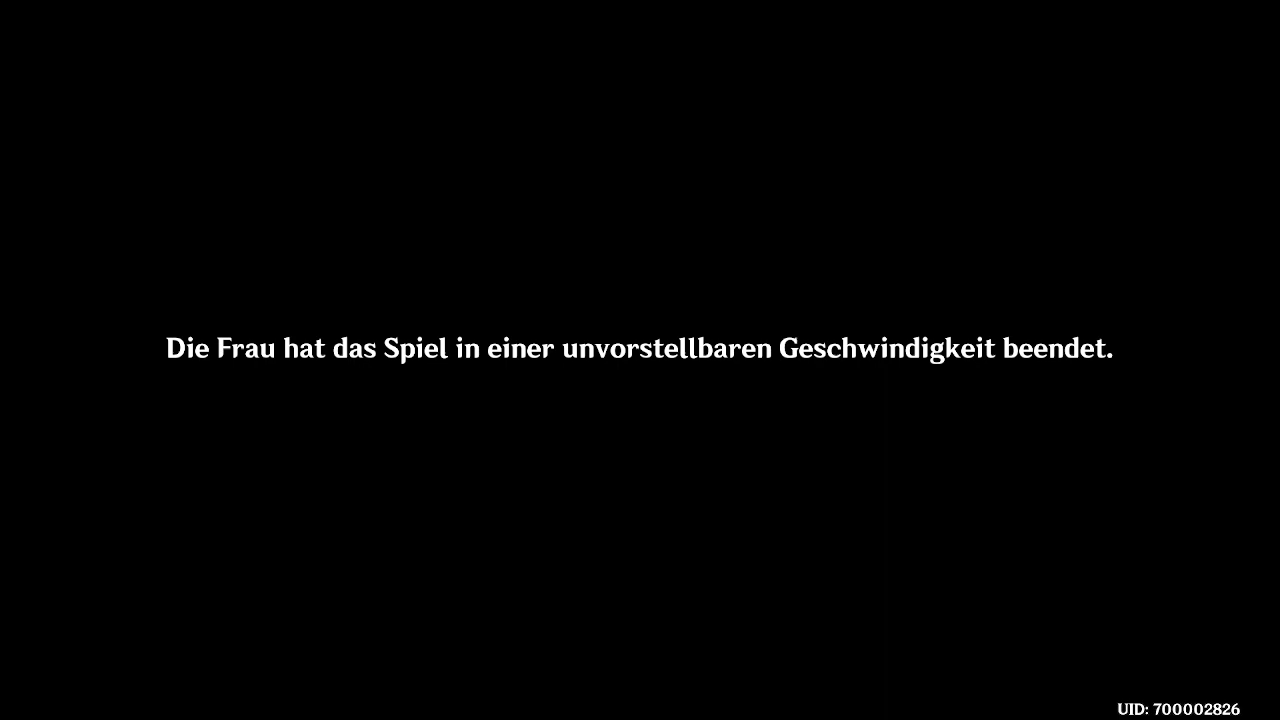 Die Frau hat das Spiel in einer unvorstellbaren Geschwindigkeit beendet.
UID: 700002826